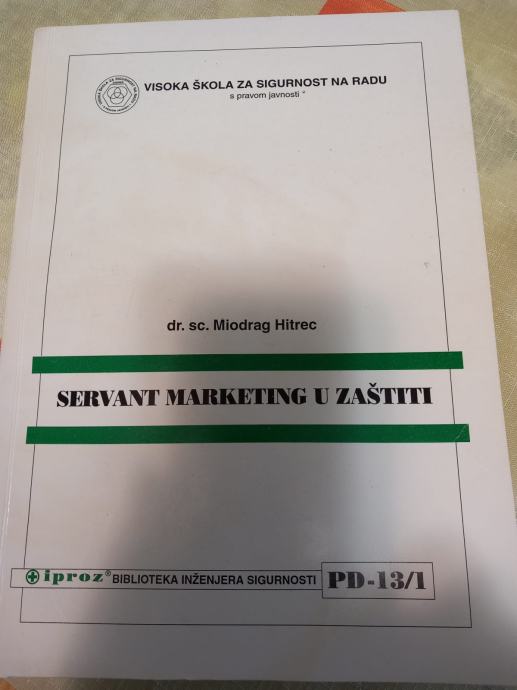 VISOKA ŠKOLA ZA SIGURNOST NA RADU
s pravom javnosti
dr. sc. Miodrag Hitrec
SERVANT MARKETING U ZAŠTITI
iproz® BIBLIOTEKA INŽENJERA SIGURNOSTI PD-13/1